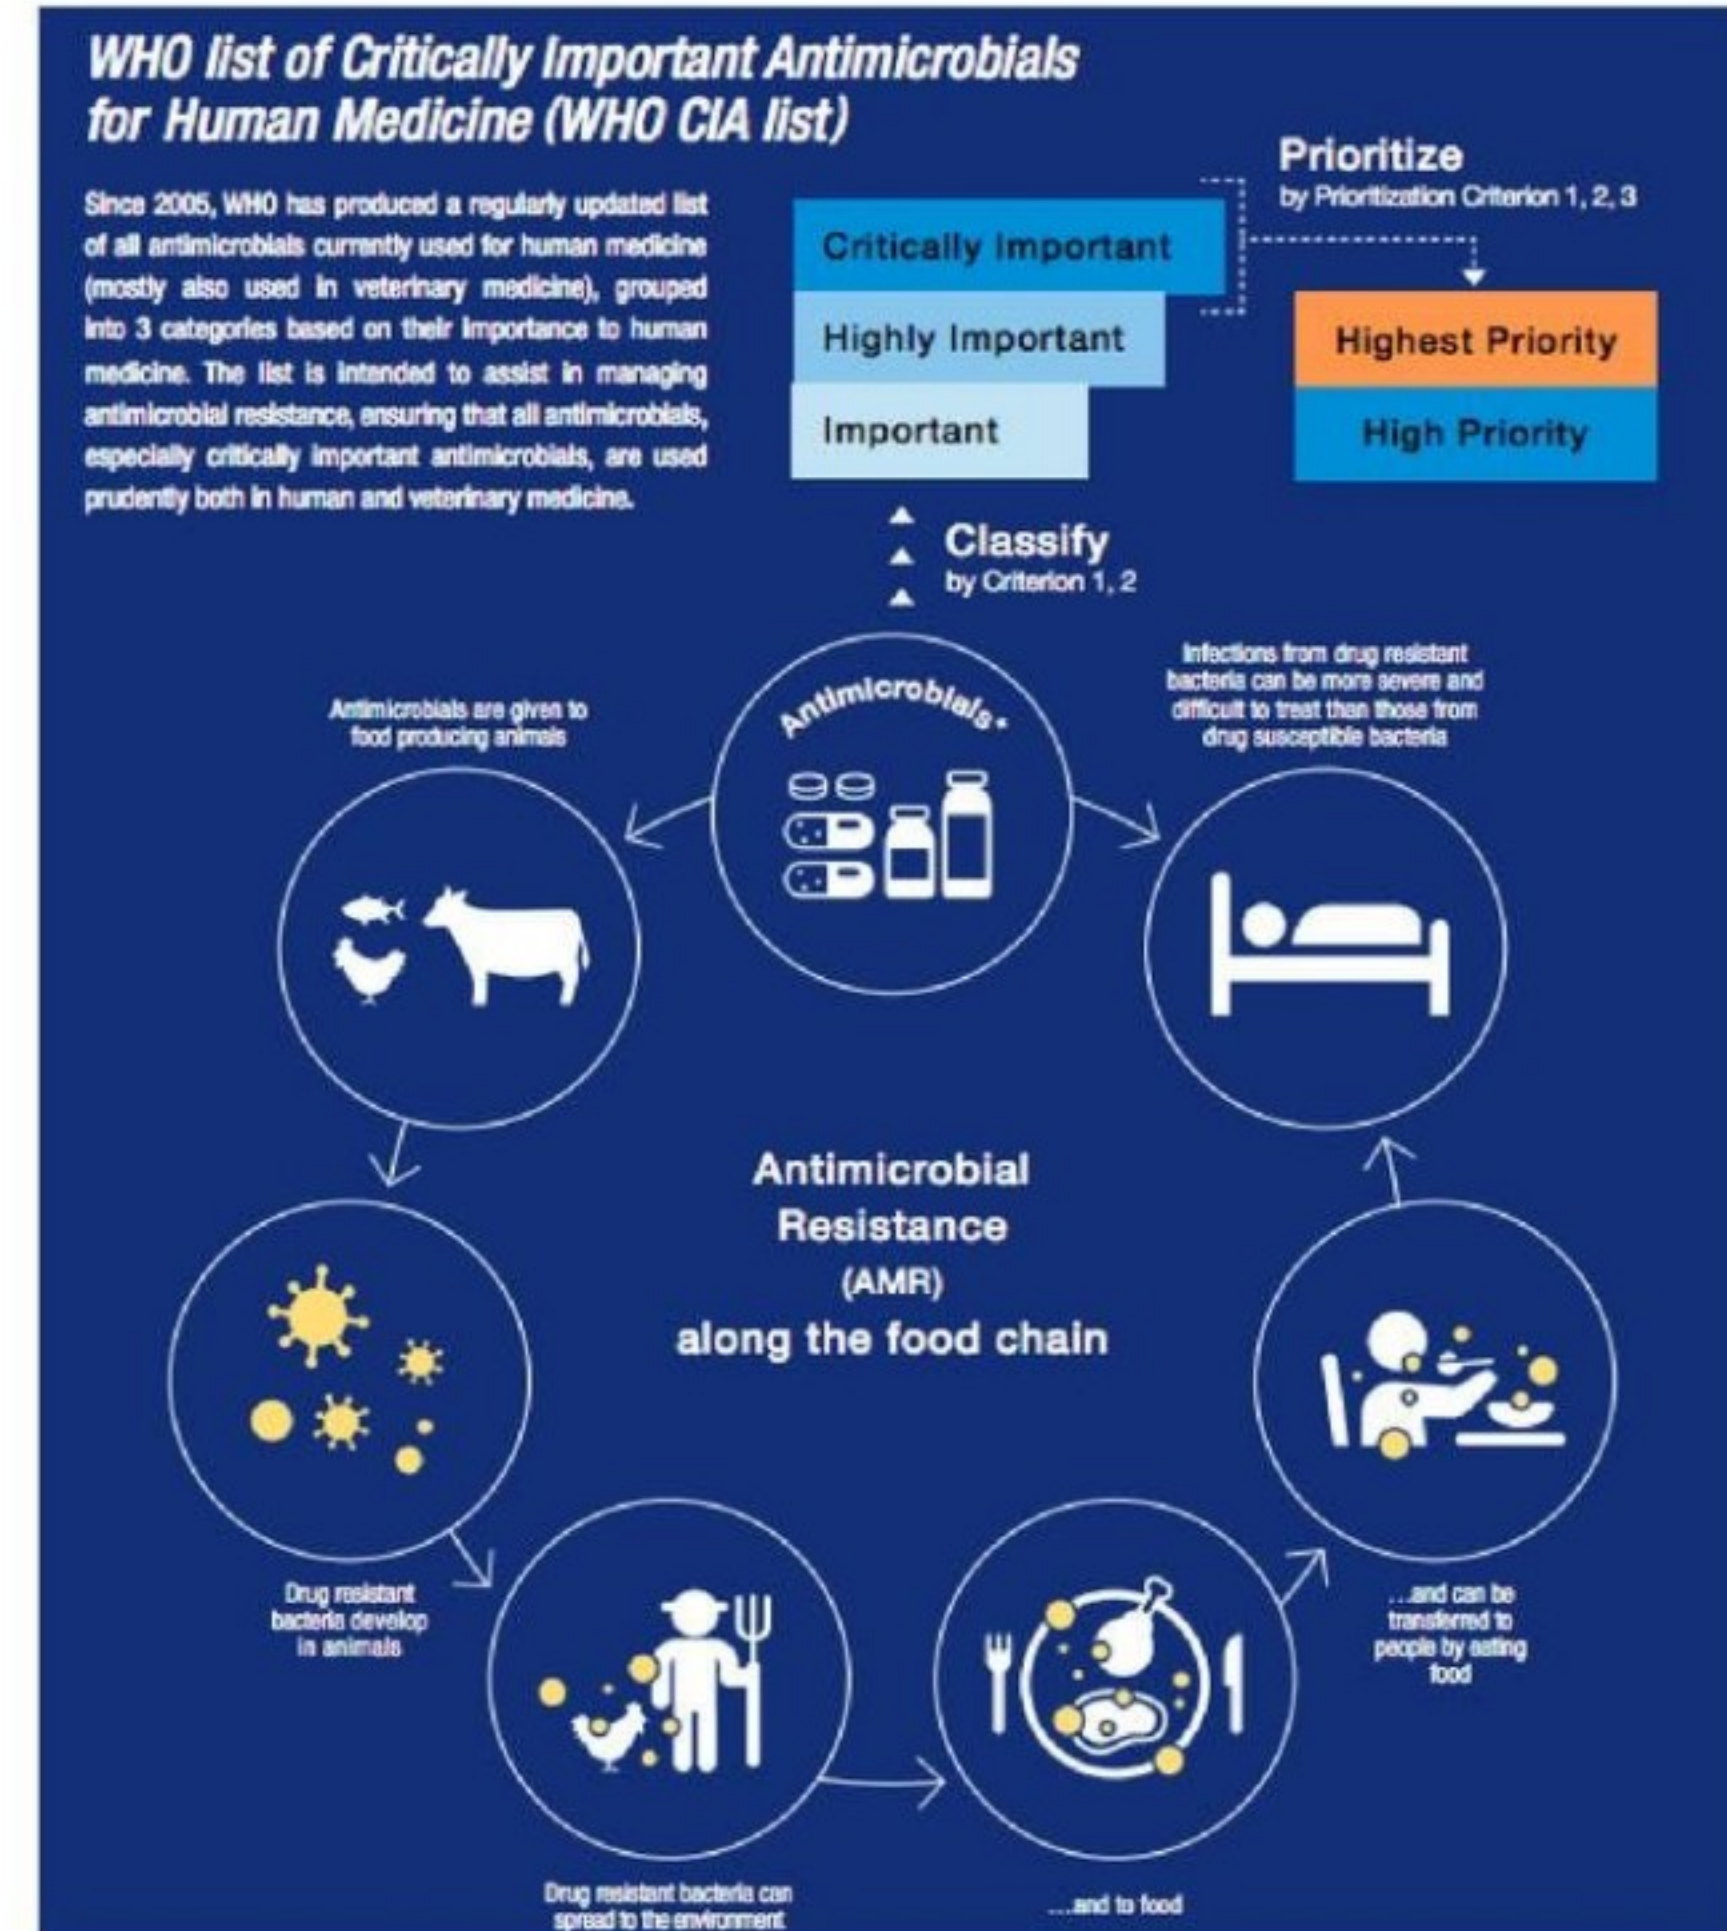 WHO list of Critically Important Antimicrobials
for Human Medicine (WHO CIA list)
Since 2005, WHO has produced a regularly updated list
of all antimicrobials currently used for human medicine
(mostly also used in veterinary medicine), grouped
into 3 categories based on their importance to human
medicine. The list is intended to assist in managing
antimicrobial resistance, ensuring that all antimicrobials,
especially critically important antimicrobials, are used
prudently both in human and veterinary medicine.
Prioritize
by Prioritization Criterion 1, 2, 3
Critically Important
Highly Important
Important
Highest Priority
High Priority
Classify
by Criterion 1, 2
Antimicrobials*
Antimicrobials are given to
food producing animals
Infections from drug resistant
bacteria can be more severe and
difficult to treat than those from
drug susceptible bacteria
Antimicrobial
Resistance
(AMR)
along the food chain
Drug resistant
bacteria develop
in animals
Drug resistant bacteria can
spread to the environment
...and to food
...and can be
transferred to
people by eating
food